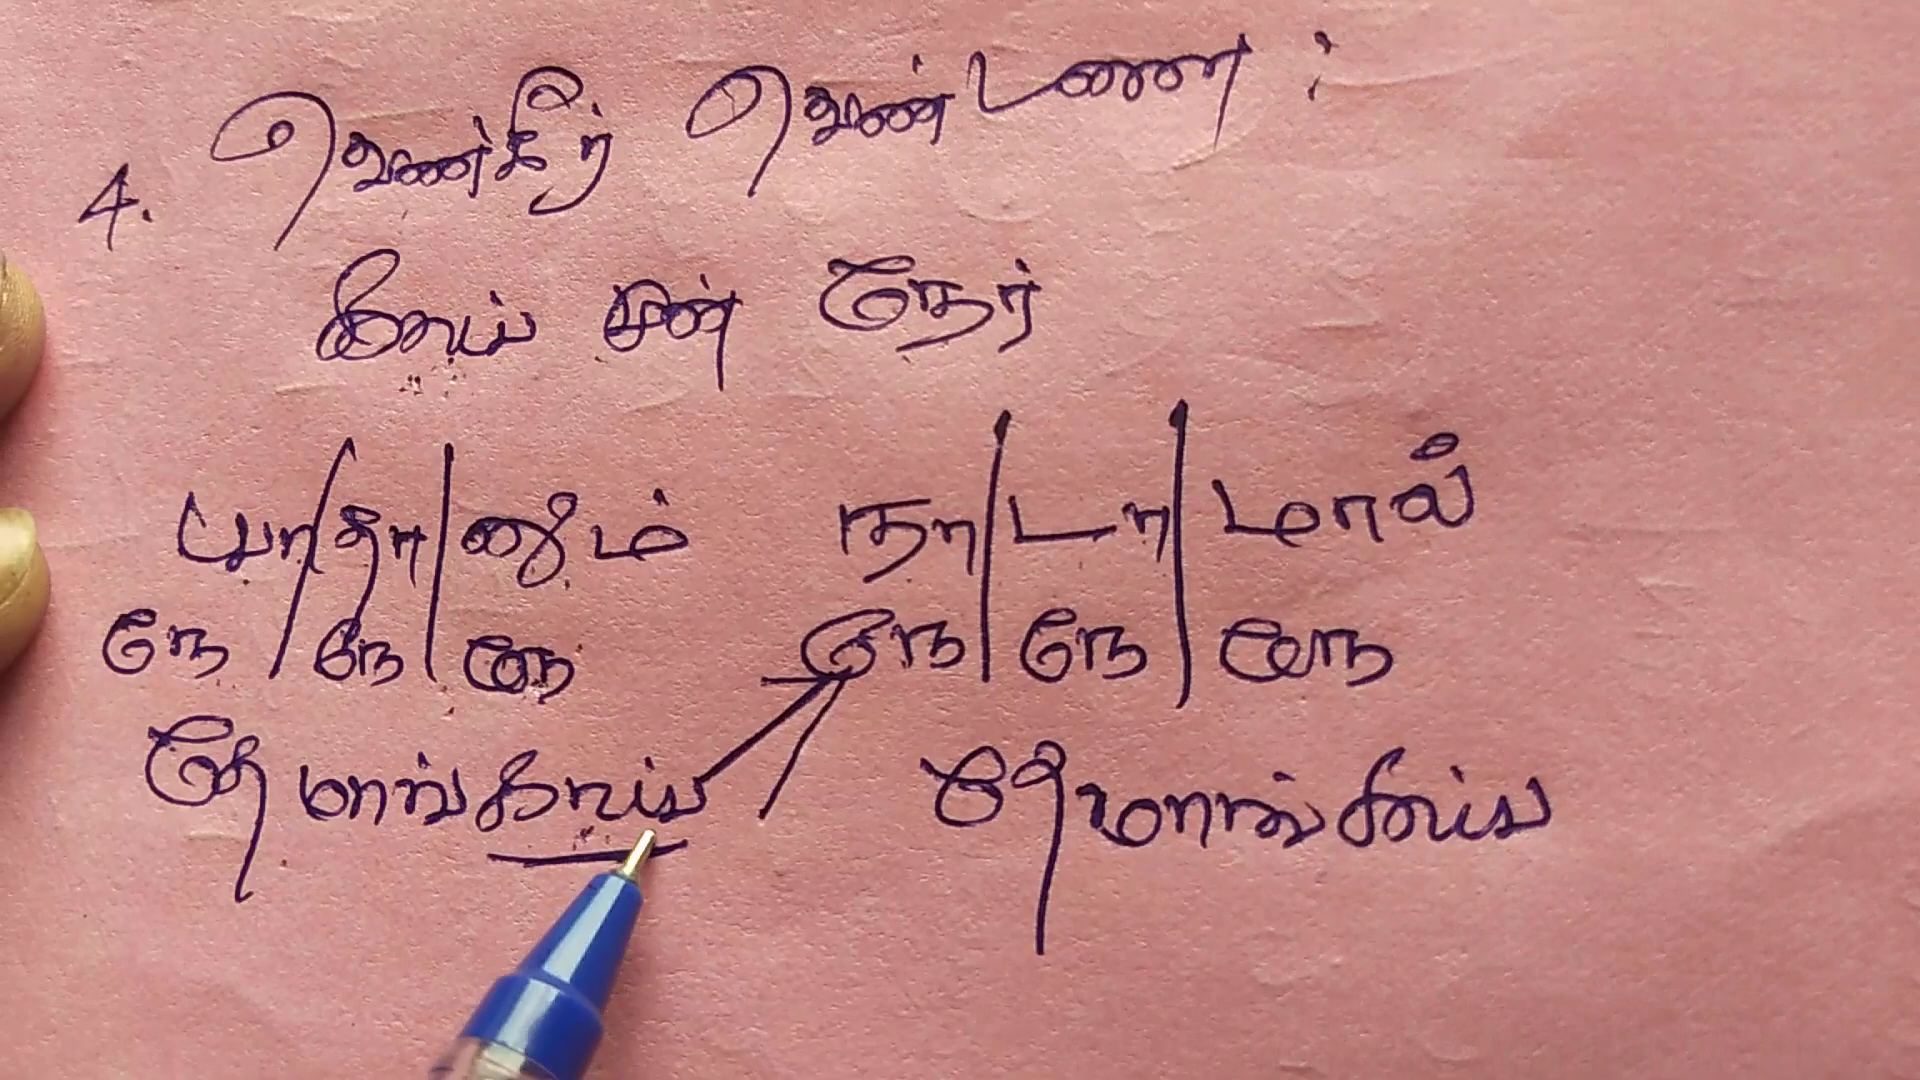 4. வெண்சீர் வெண்டளை :
காய் முன் நேர்
யா/தா|னும் நா|டா|மால்
நே/நே|நே நே|நே|நே
தேமாங்காய் / தேமாங்காய்